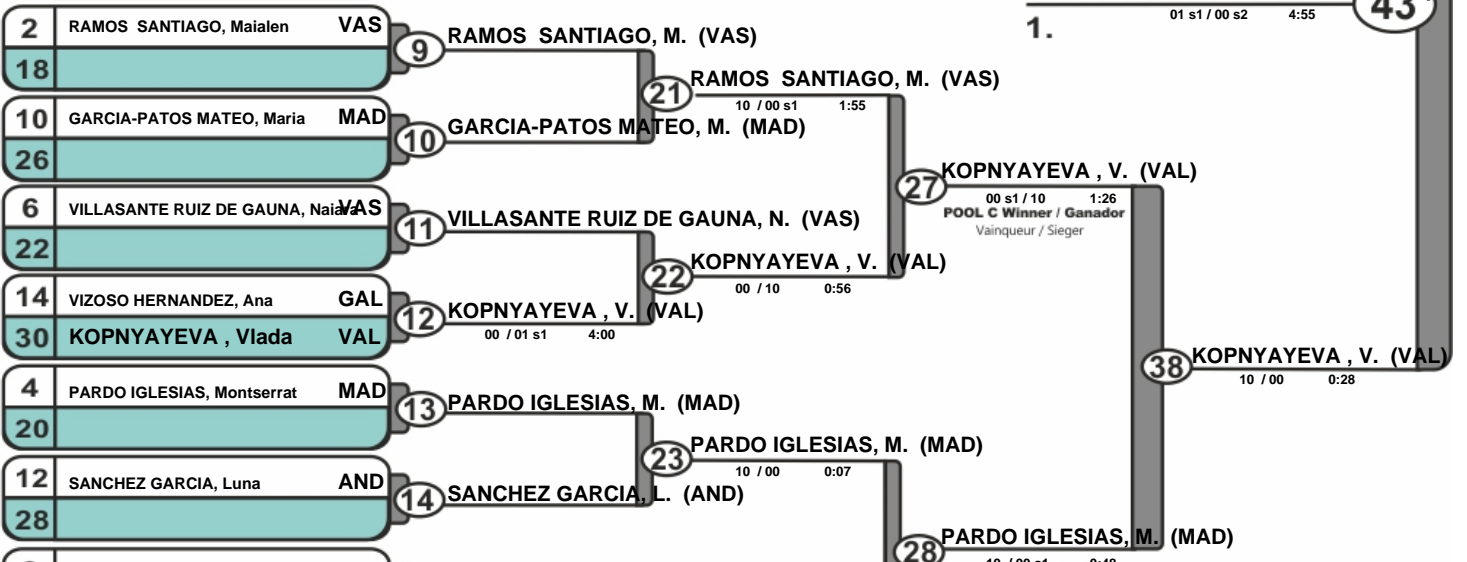 01 s1 / 00 s2 4:55
43
1.
2 RAMOS SANTIAGO, Maialen VAS
18
9
RAMOS SANTIAGO, M. (VAS)
10 GARCIA-PATOS MATEO, Maria MAD
26
10
GARCIA-PATOS MATEO, M. (MAD)
21
RAMOS SANTIAGO, M. (VAS)
10 / 00 s1 1:55
6 VILLASANTE RUIZ DE GAUNA, Naiara VAS
22
11
VILLASANTE RUIZ DE GAUNA, N. (VAS)
14 VIZOSO HERNANDEZ, Ana GAL
30 KOPNYAYEVA , Vlada VAL
12
KOPNYAYEVA , V. (VAL)
00 / 01 s1 4:00
22
KOPNYAYEVA , V. (VAL)
00 / 10 0:56
27
KOPNYAYEVA , V. (VAL)
00 s1 / 10 1:26
POOL C Winner / Ganador
Vainqueur / Sieger
4 PARDO IGLESIAS, Montserrat MAD
20
13
PARDO IGLESIAS, M. (MAD)
12 SANCHEZ GARCIA, Luna AND
28
14
SANCHEZ GARCIA, L. (AND)
23
PARDO IGLESIAS, M. (MAD)
10 / 00 0:07
28
PARDO IGLESIAS, M. (MAD)
38
KOPNYAYEVA , V. (VAL)
10 / 00 0:28